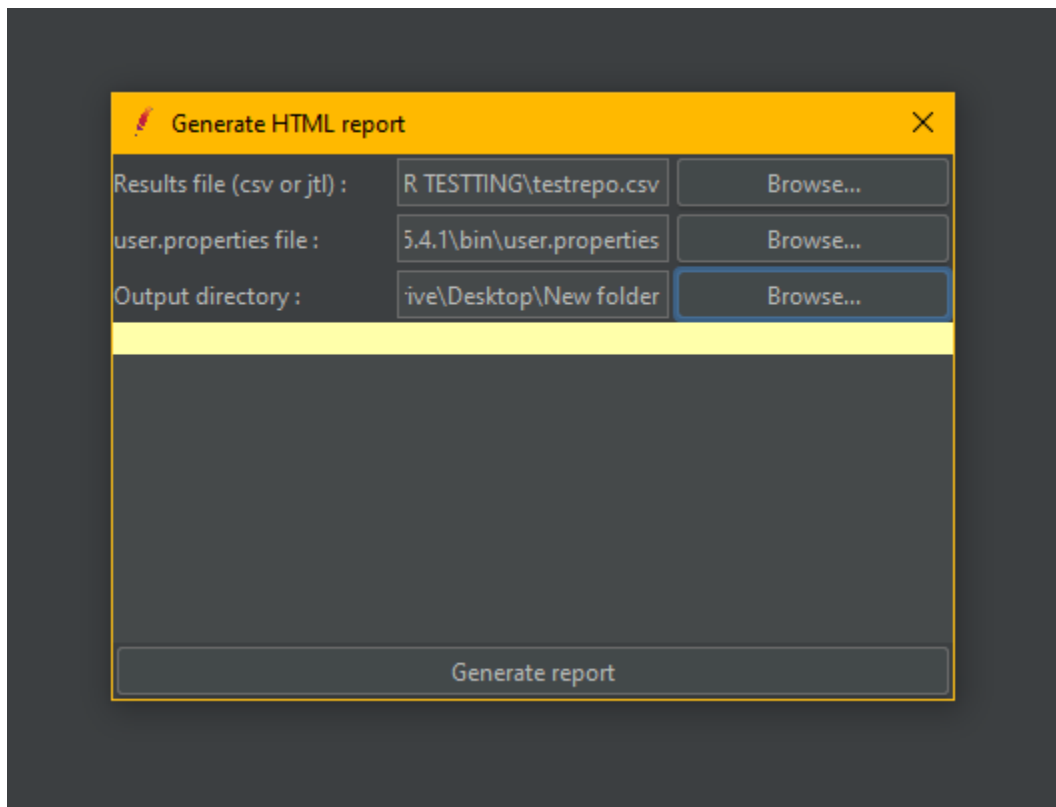 Generate HTML report
Results file (csv or jtl) : R TESTTING\testrepo.csv Browse...
user.properties file : 5.4.1\bin\user.properties Browse...
Output directory : ive\Desktop\New folder Browse...
Generate report